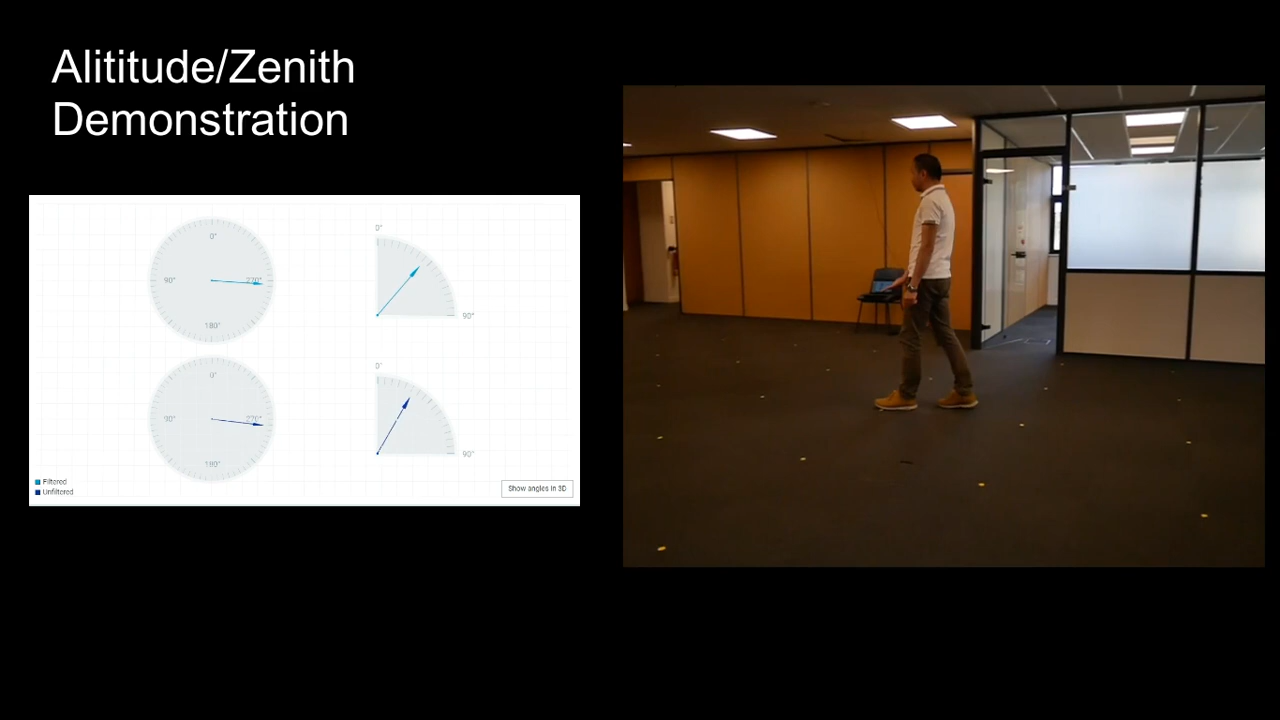 Alititude/Zenith
Demonstration
0°
90°
270°
180°
0°
90°
0°
90°
270°
180°
0°
90°
Filtered
Unfiltered
Show angles in 3D